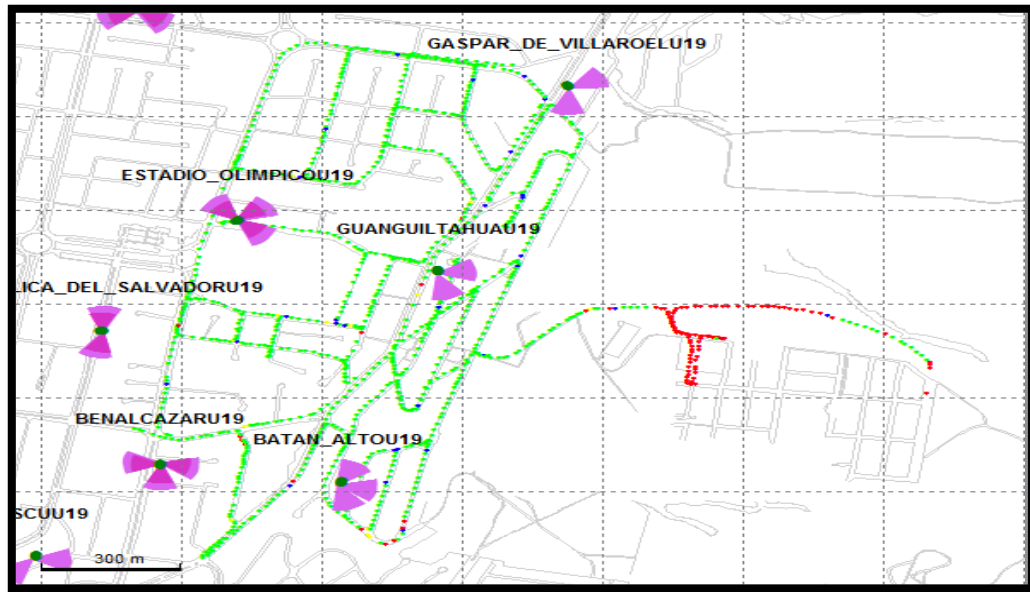 GASPAR_DE_VILLAROELU19
ESTADIO_OLIMPICOU19
GUANGUILTAHUAU19
LICA_DEL_SALVADORU19
BENALCAZARU19
BATAN_ALTOU19
SCUU19
300 m